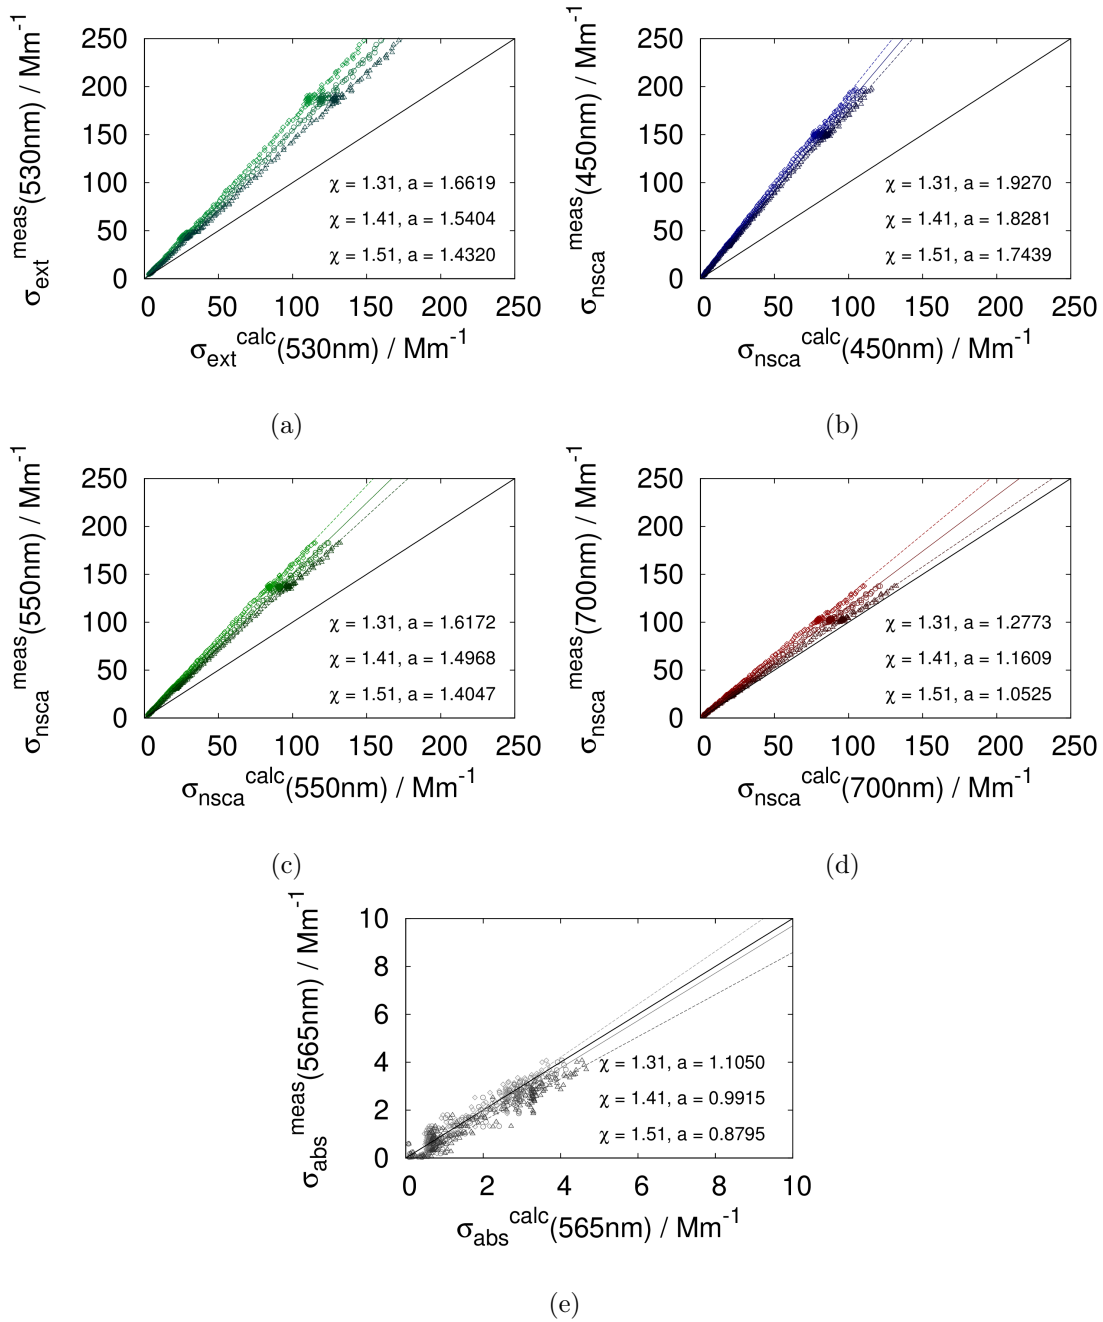 σext^meas(530nm) / Mm^-1
250
200
150
100
50
0
χ = 1.31, a = 1.6619
χ = 1.41, a = 1.5404
χ = 1.51, a = 1.4320
0 50 100 150 200 250
σext^calc(530nm) / Mm^-1
(a)
σnsca^meas(450nm) / Mm^-1
250
200
150
100
50
0
χ = 1.31, a = 1.9270
χ = 1.41, a = 1.8281
χ = 1.51, a = 1.7439
0 50 100 150 200 250
σnsca^calc(450nm) / Mm^-1
(b)
σnsca^meas(550nm) / Mm^-1
250
200
150
100
50
0
χ = 1.31, a = 1.6172
χ = 1.41, a = 1.4968
χ = 1.51, a = 1.4047
0 50 100 150 200 250
σnsca^calc(550nm) / Mm^-1
(c)
σnsca^meas(700nm) / Mm^-1
250
200
150
100
50
0
χ = 1.31, a = 1.2773
χ = 1.41, a = 1.1609
χ = 1.51, a = 1.0525
0 50 100 150 200 250
σnsca^calc(700nm) / Mm^-1
(d)
σabs^meas(565nm) / Mm^-1
10
8
6
4
2
0
χ = 1.31, a = 1.1050
χ = 1.41, a = 0.9915
χ = 1.51, a = 0.8795
0 2 4 6 8 10
σabs^calc(565nm) / Mm^-1
(e)